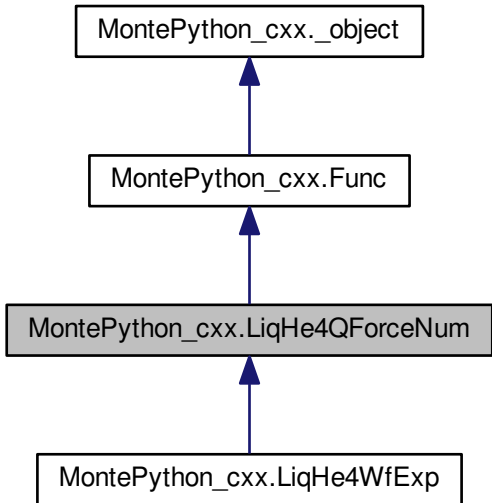 MontePython_cxx._object
MontePython_cxx.Func
MontePython_cxx.LiqHe4QForceNum
MontePython_cxx.LiqHe4WfExp